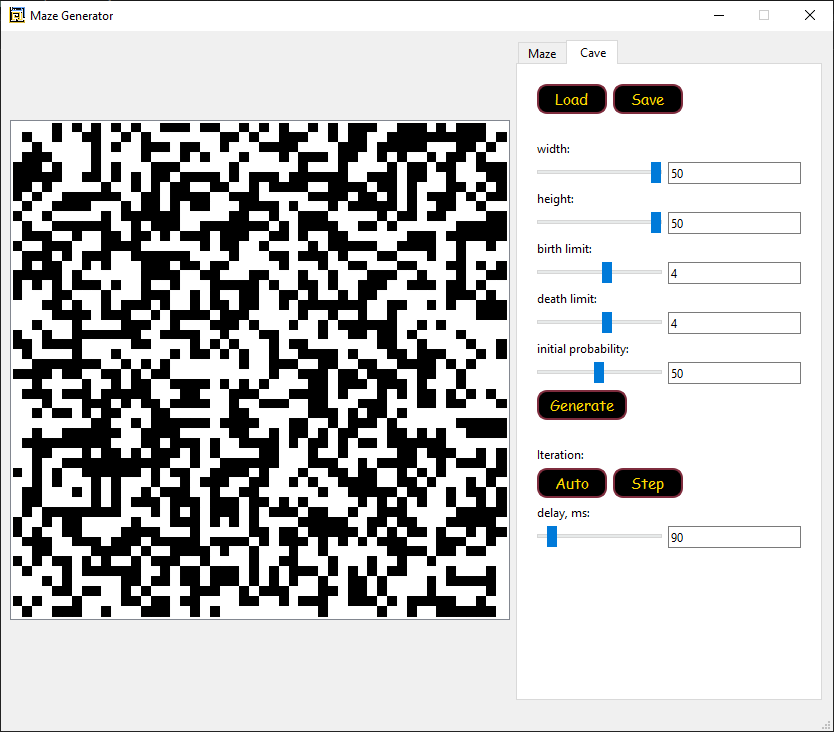 Maze Generator
Maze Cave
Load Save
width:
50
height:
50
birth limit:
4
death limit:
4
initial probability:
50
Generate
Iteration:
Auto Step
delay, ms:
90